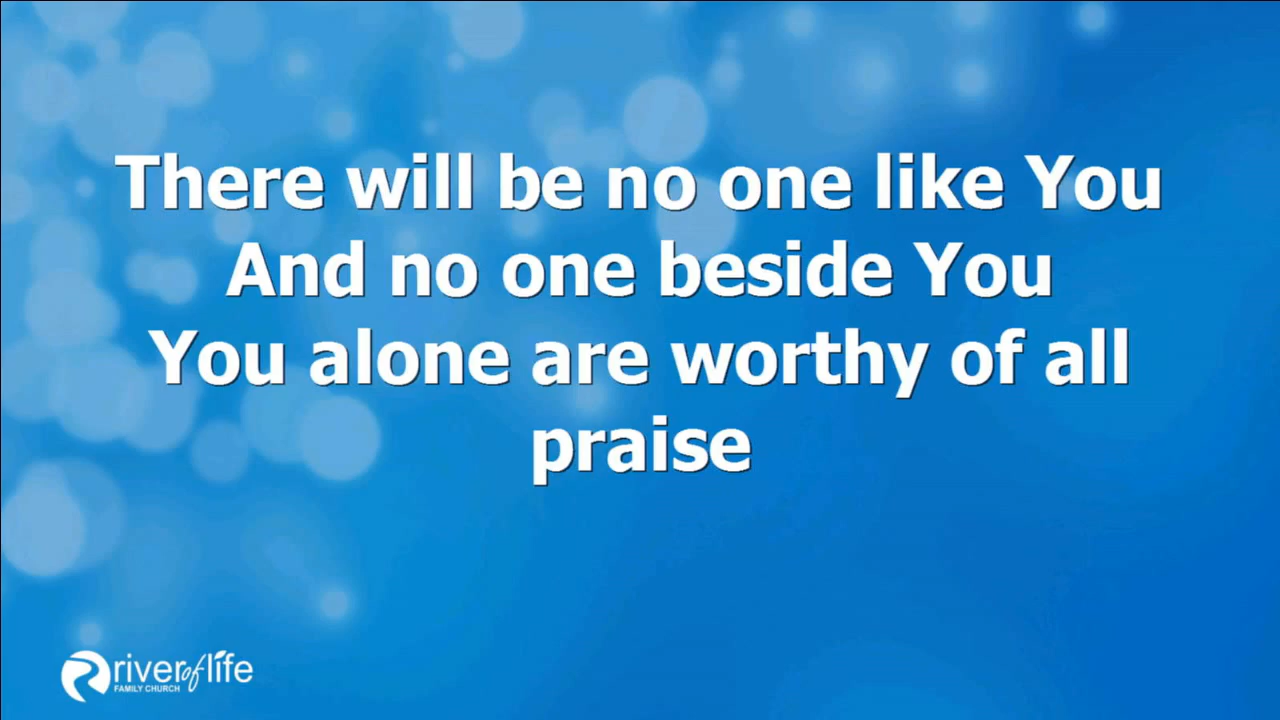 There will be no one like You
And no one beside You
You alone are worthy of all
praise
river of life
FAMILY CHURCH